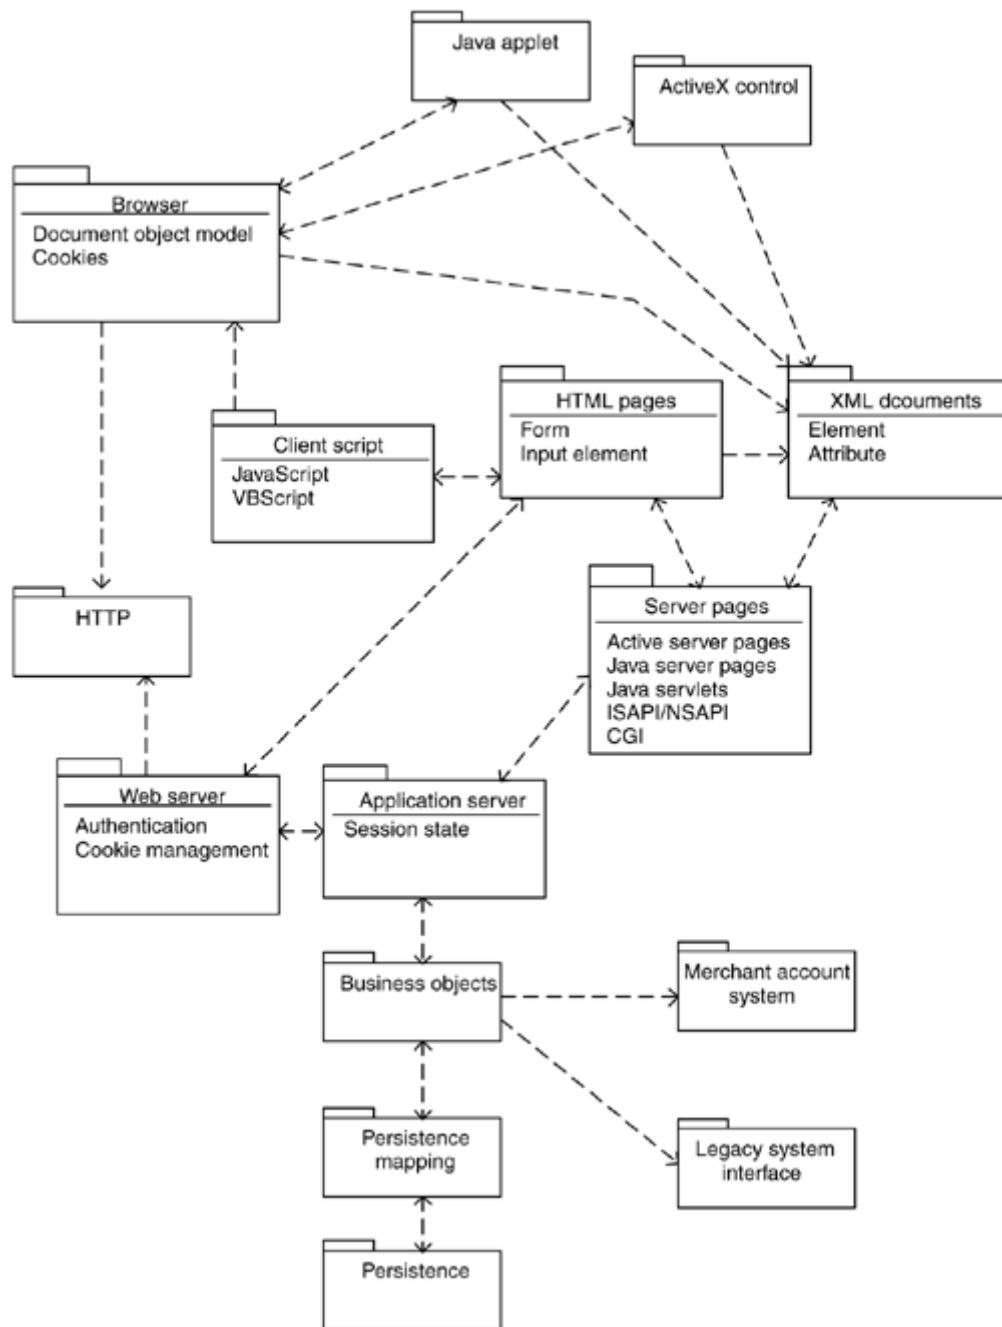 Java applet
ActiveX control
Browser
Document object model
Cookies
HTML pages
Form
Input element
XML dcouments
Element
Attribute
Client script
JavaScript
VBScript
HTTP
Server pages
Active server pages
Java server pages
Java servlets
ISAPI/NSAPI
CGI
Web server
Authentication
Cookie management
Application server
Session state
Business objects
Merchant account
system
Persistence
mapping
Legacy system
interface
Persistence